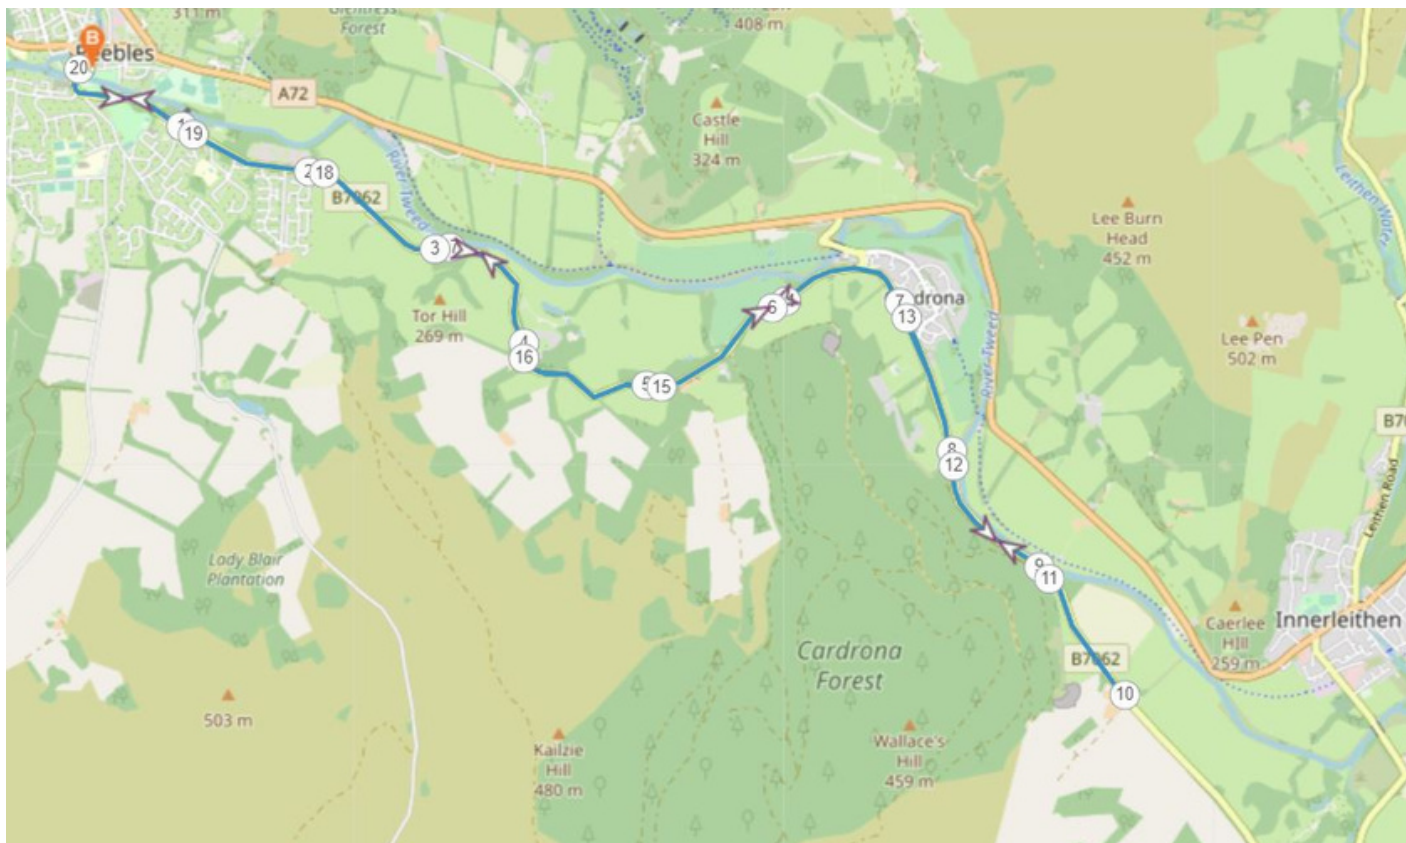 311 m
Glentress
Forest
408 m
B
Peebles
20
A72
1
19
Castle
Hill
324 m
2
18
B7062
River Tweed
Lee Burn
Head
452 m
Leithen Water
3
Tor Hill
269 m
4
16
6
7
Cardrona
13
River Tweed
Lee Pen
502 m
5
15
8
12
Leithen Road
Lady Blair
Plantation
9
11
Caerlee
Hill
259 m
Innerleithen
Cardrona
Forest
B7062
10
503 m
Kailzie
Hill
480 m
Wallace's
Hill
459 m